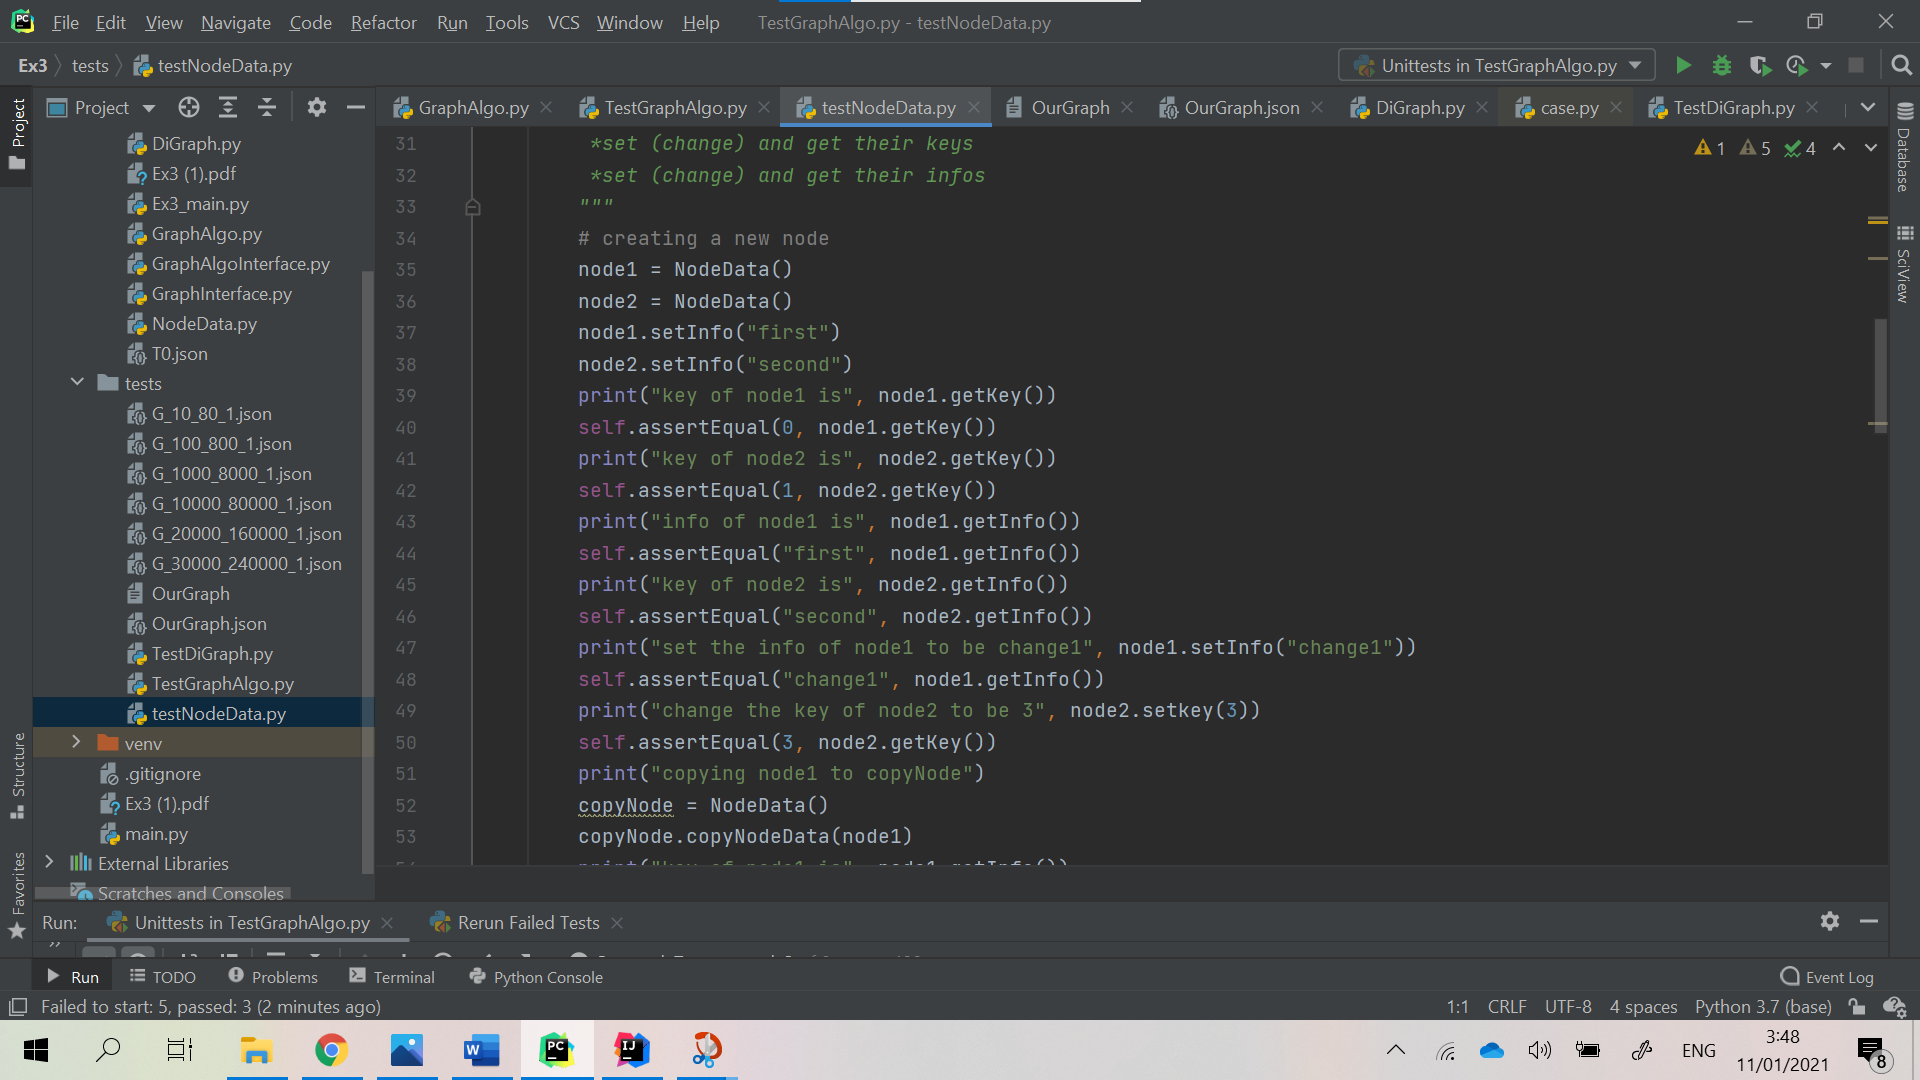 File Edit View Navigate Code Refactor Run Tools VCS Window Help TestGraphAlgo.py - testNodeData.py
Ex3 tests testNodeData.py Unittests in TestGraphAlgo.py
Project
GraphAlgo.py TestGraphAlgo.py testNodeData.py OurGraph OurGraph.json DiGraph.py case.py TestDiGraph.py
Project
Structure
Favorites
DiGraph.py
Ex3 (1).pdf
Ex3_main.py
GraphAlgo.py
GraphAlgoInterface.py
GraphInterface.py
NodeData.py
T0.json
tests
G_10_80_1.json
G_100_800_1.json
G_1000_8000_1.json
G_10000_80000_1.json
G_20000_160000_1.json
G_30000_240000_1.json
OurGraph
OurGraph.json
TestDiGraph.py
TestGraphAlgo.py
testNodeData.py
venv
.gitignore
Ex3 (1).pdf
main.py
External Libraries
Scratches and Consoles
31 *set (change) and get their keys
32 *set (change) and get their infos
33 """
34 # creating a new node
35 node1 = NodeData()
36 node2 = NodeData()
37 node1.setInfo("first")
38 node2.setInfo("second")
39 print("key of node1 is", node1.getKey())
40 self.assertEqual(0, node1.getKey())
41 print("key of node2 is", node2.getKey())
42 self.assertEqual(1, node2.getKey())
43 print("info of node1 is", node1.getInfo())
44 self.assertEqual("first", node1.getInfo())
45 print("key of node2 is", node2.getInfo())
46 self.assertEqual("second", node2.getInfo())
47 print("set the info of node1 to be change1", node1.setInfo("change1"))
48 self.assertEqual("change1", node1.getInfo())
49 print("change the key of node2 to be 3", node2.setkey(3))
50 self.assertEqual(3, node2.getKey())
51 print("copying node1 to copyNode")
52 copyNode = NodeData()
53 copyNode.copyNodeData(node1)
1 5 4
Database
SciView
Run: Unittests in TestGraphAlgo.py Rerun Failed Tests
Run TODO Problems Terminal Python Console Event Log
Failed to start: 5, passed: 3 (2 minutes ago) 1:1 CRLF UTF-8 4 spaces Python 3.7 (base)
ENG 3:48
11/01/2021
8